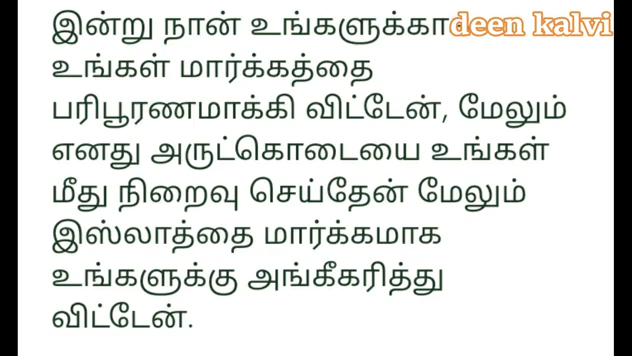 இன்று நான் உங்களுக்கா deen kalvi
உங்கள் மார்க்கத்தை
பரிபூரணமாக்கி விட்டேன், மேலும்
எனது அருட்கொடையை உங்கள்
மீது நிறைவு செய்தேன் மேலும்
இஸ்லாத்தை மார்க்கமாக
உங்களுக்கு அங்கீகரித்து
விட்டேன்.